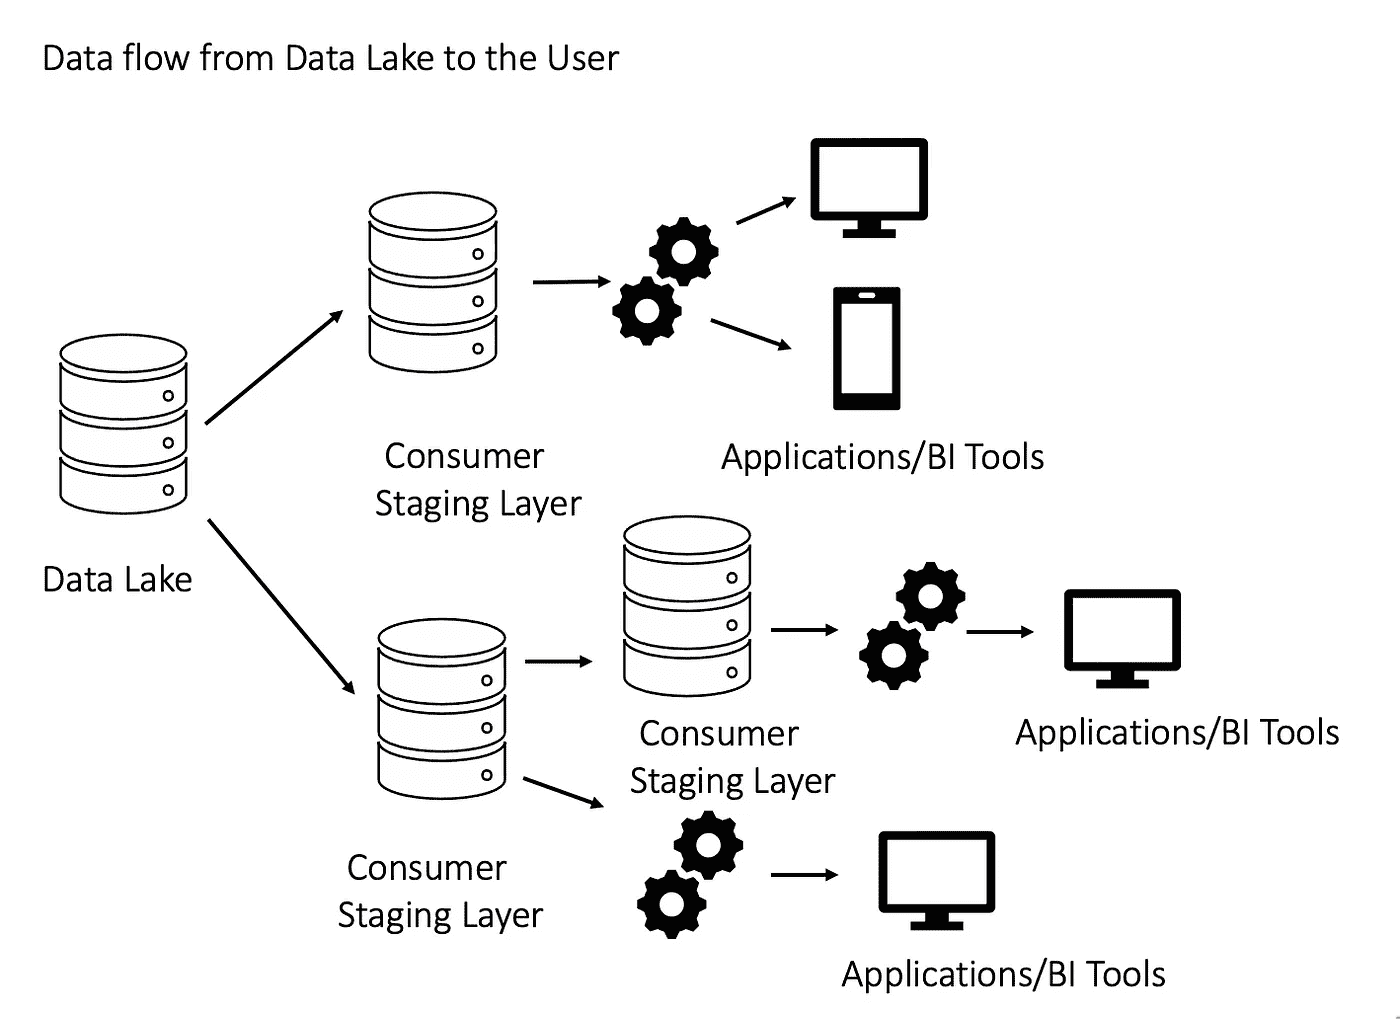 Data flow from Data Lake to the User
Consumer
Staging Layer
Applications/BI Tools
Data Lake
Consumer
Staging Layer
Applications/BI Tools
Consumer
Staging Layer
Applications/BI Tools